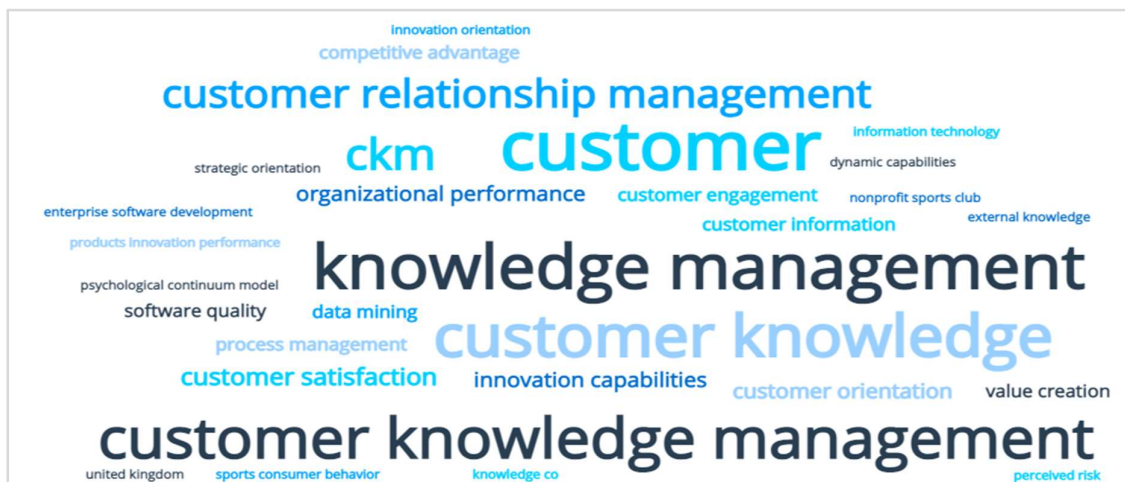 innovation orientation
competitive advantage
customer relationship management
information technology
ckm customer
strategic orientation dynamic capabilities
organizational performance customer engagement nonprofit sports club
enterprise software development external knowledge
customer information
products innovation performance
knowledge management
psychological continuum model
software quality data mining
customer knowledge
process management
customer satisfaction innovation capabilities
customer orientation value creation
customer knowledge management
united kingdom sports consumer behavior knowledge co perceived risk